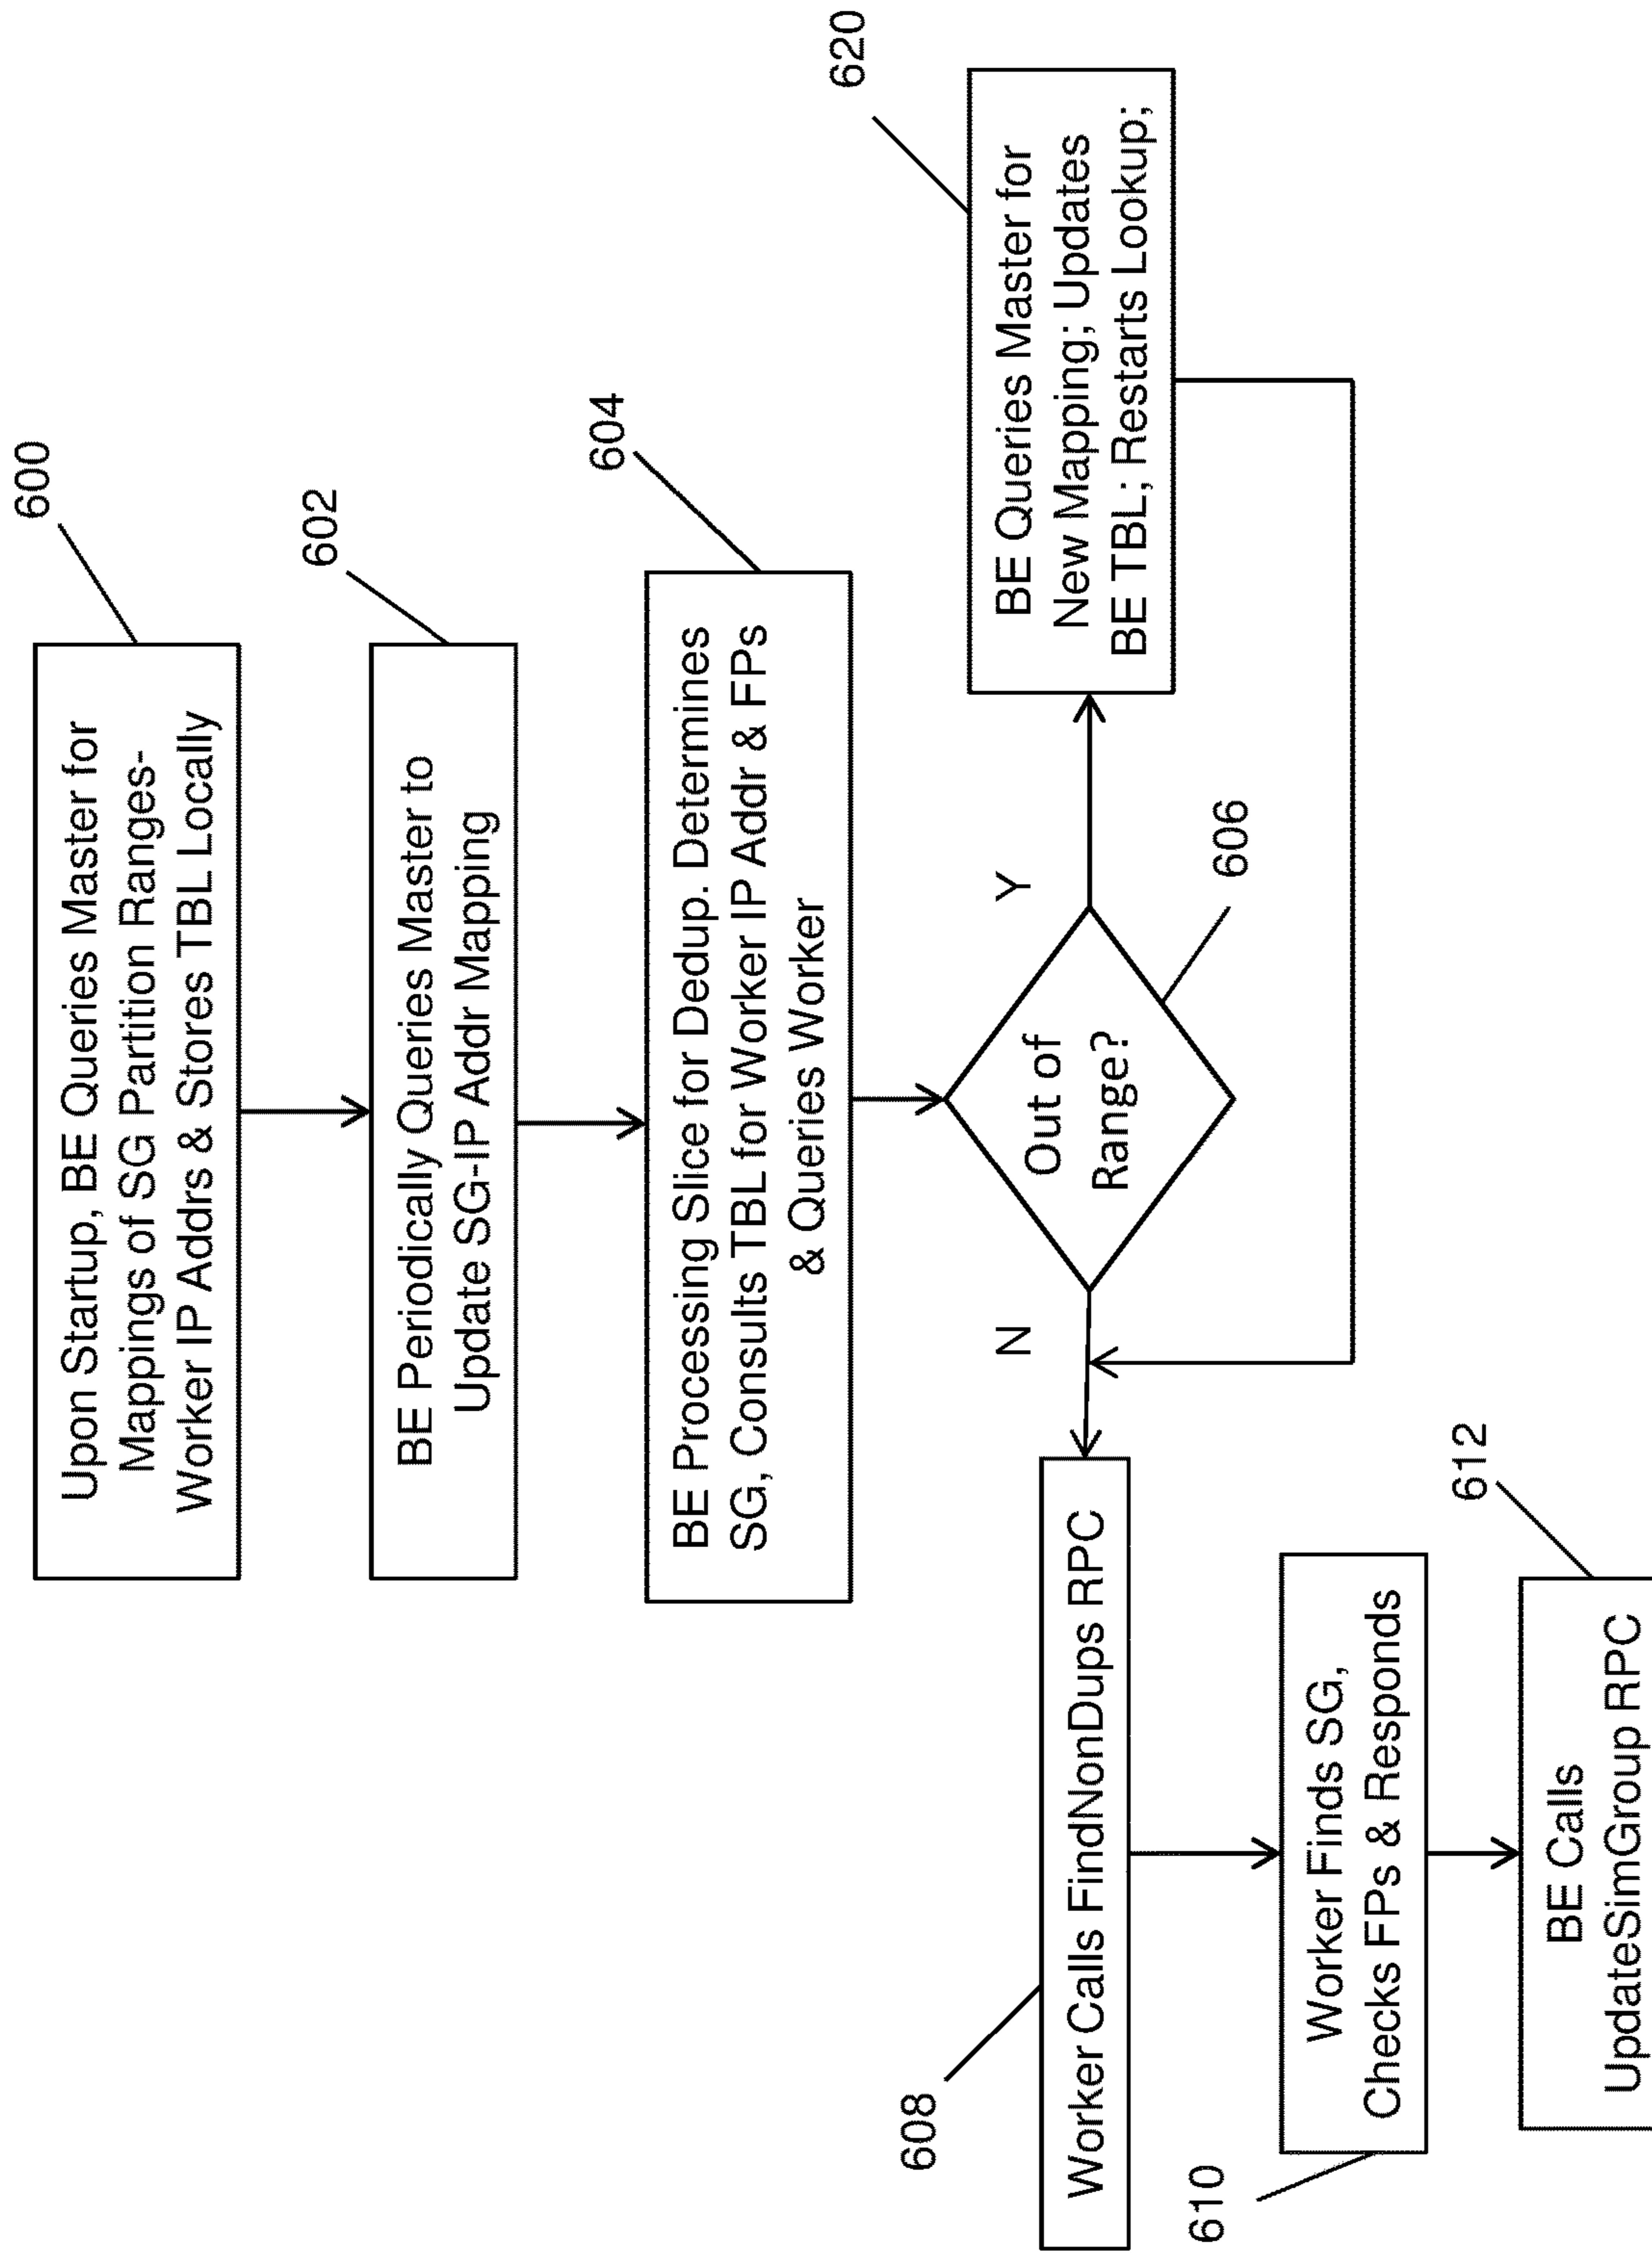 600
Upon Startup, BE Queries Master for
Mappings of SG Partition Ranges-
Worker IP Addrs & Stores TBL Locally
602
BE Periodically Queries Master to
Update SG-IP Addr Mapping
604
BE Processing Slice for Dedup. Determines
SG, Consults TBL for Worker IP Addr & FPs
& Queries Worker
620
BE Queries Master for
New Mapping; Updates
BE TBL; Restarts Lookup;
Out of
Range?
Y
N
606
608
Worker Calls FindNonDups RPC
610
Worker Finds SG,
Checks FPs & Responds
612
BE Calls
UpdateSimGroup RPC